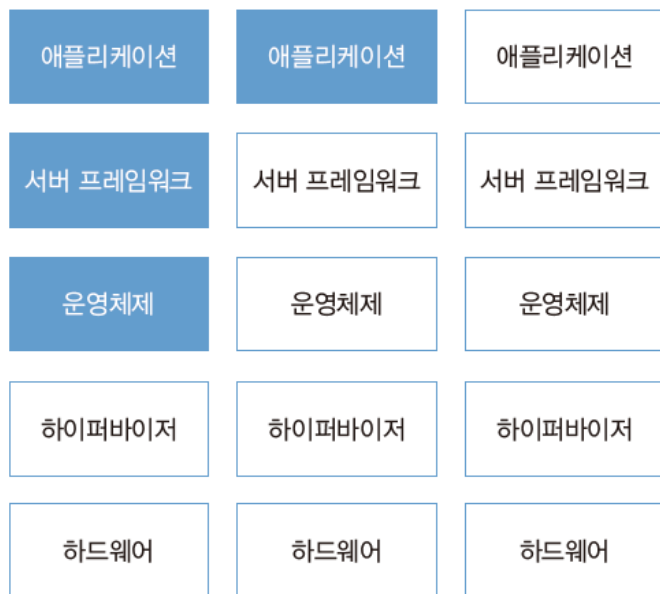 애플리케이션 애플리케이션 애플리케이션
서버 프레임워크 서버 프레임워크 서버 프레임워크
운영체제 운영체제 운영체제
하이퍼바이저 하이퍼바이저 하이퍼바이저
하드웨어 하드웨어 하드웨어